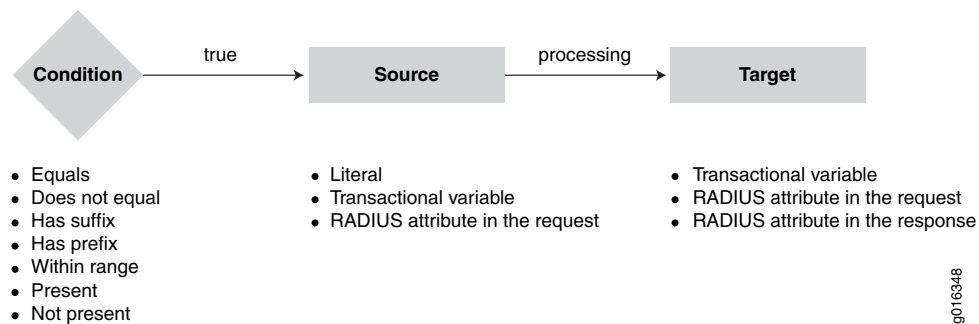 true
processing
Condition
Source
Target
• Equals
• Does not equal
• Has suffix
• Has prefix
• Within range
• Present
• Not present
• Literal
• Transactional variable
• RADIUS attribute in the request
• Transactional variable
• RADIUS attribute in the request
• RADIUS attribute in the response
g016348